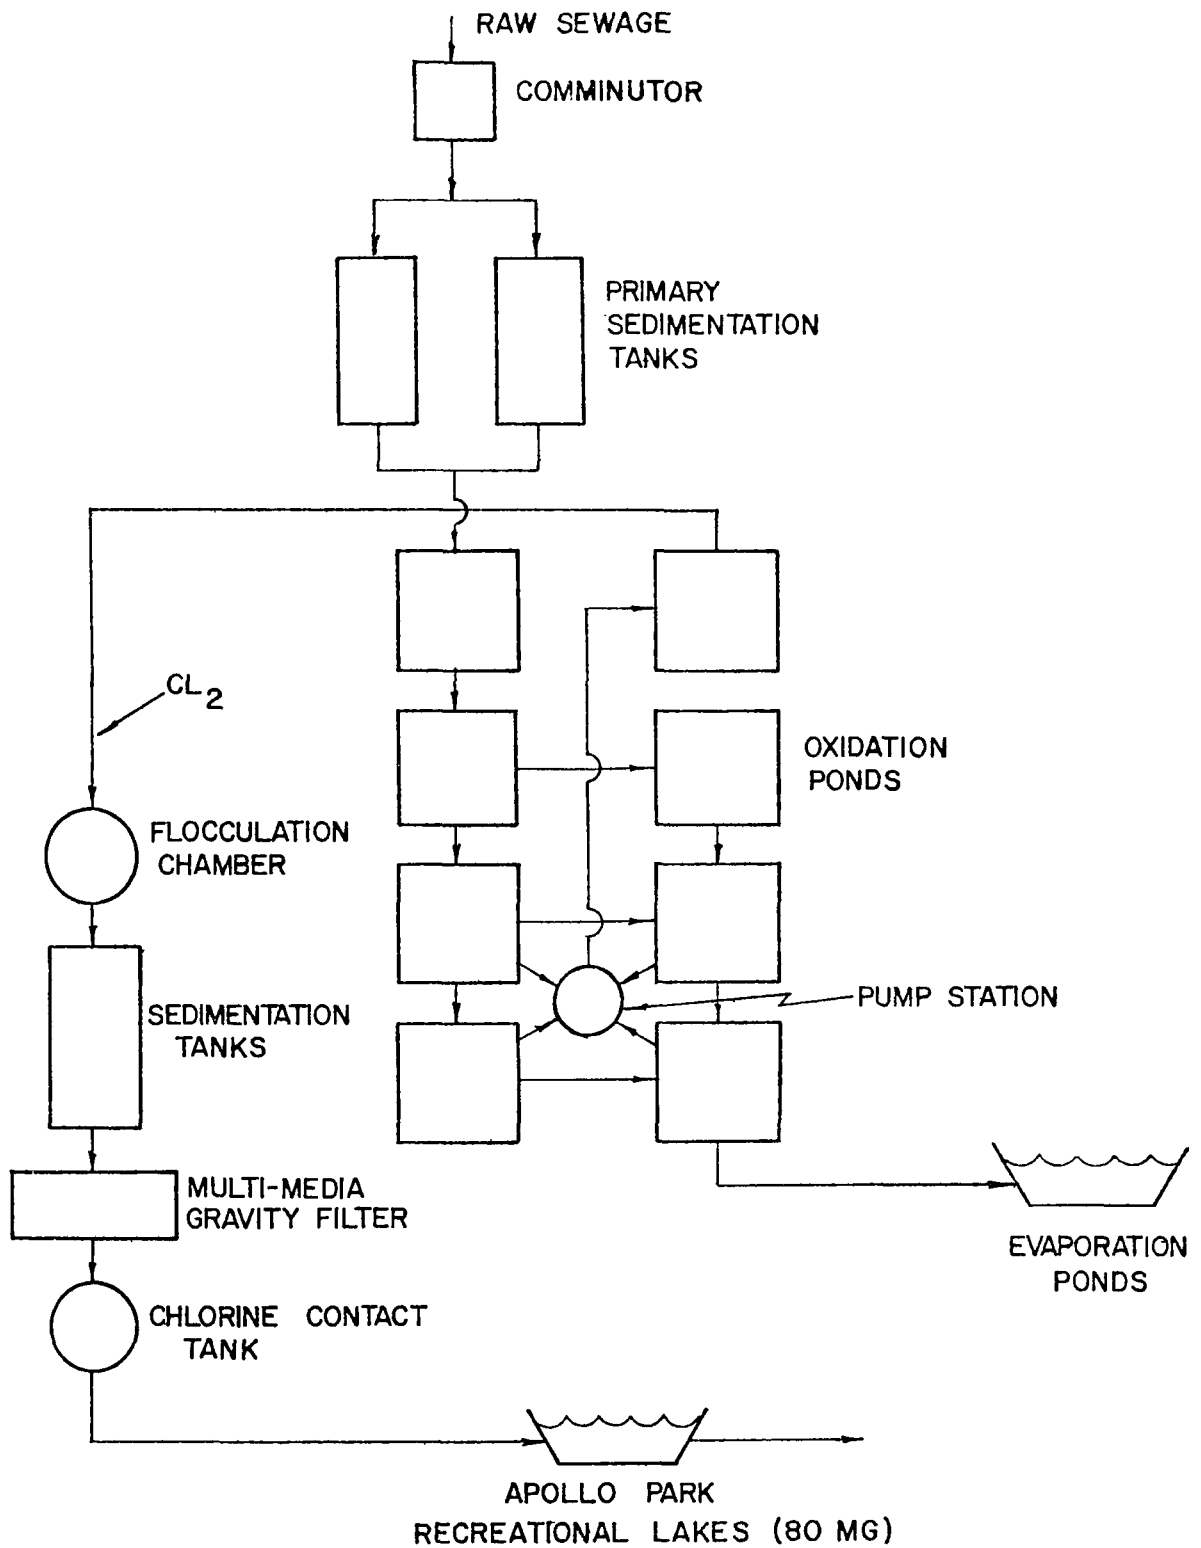 RAW SEWAGE
COMMINUTOR
PRIMARY
SEDIMENTATION
TANKS
CL2
OXIDATION
PONDS
FLOCCULATION
CHAMBER
PUMP STATION
SEDIMENTATION
TANKS
MULTI-MEDIA
GRAVITY FILTER
EVAPORATION
PONDS
CHLORINE CONTACT
TANK
APOLLO PARK
RECREATIONAL LAKES (80 MG)